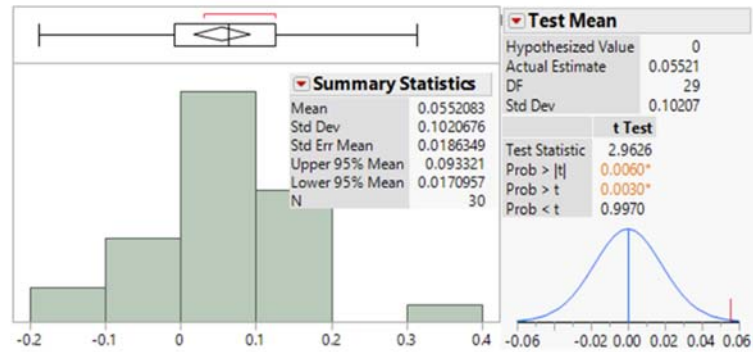 Summary Statistics
Mean 0.0552083
Std Dev 0.1020676
Std Err Mean 0.0186349
Upper 95% Mean 0.093321
Lower 95% Mean 0.0170957
N 30
-0.2 -0.1 0 0.1 0.2 0.3 0.4
Test Mean
Hypothesized Value 0
Actual Estimate 0.05521
DF 29
Std Dev 0.10207
t Test
Test Statistic 2.9626
Prob > |t| 0.0060*
Prob > t 0.0030*
Prob < t 0.9970
-0.06 -0.02 0.00 0.02 0.04 0.06